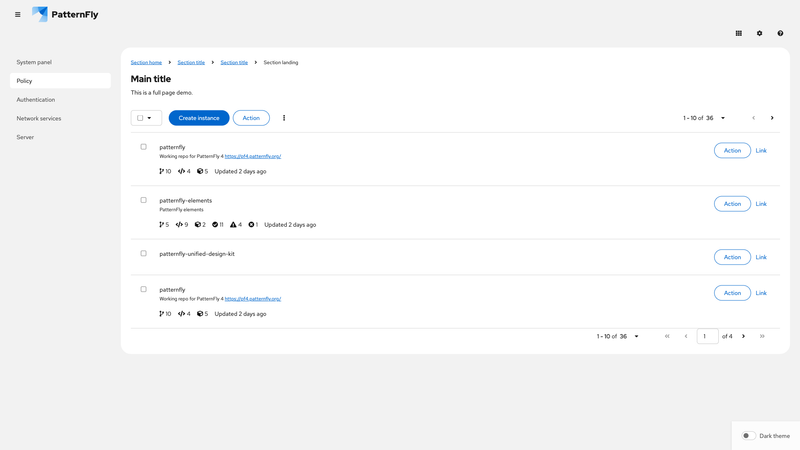 PatternFly
System panel
Policy
Authentication
Network services
Server
Section home Section title Section title Section landing
Main title
This is a full page demo.
Create instance Action 1 - 10 of 36
patternfly
Working repo for PatternFly 4 https://pf4.patternfly.org/
10 4 5 Updated 2 days ago
Action Link
patternfly-elements
PatternFly elements
5 9 2 11 4 1 Updated 2 days ago
Action Link
patternfly-unified-design-kit
Action Link
patternfly
Working repo for PatternFly 4 https://pf4.patternfly.org/
10 4 5 Updated 2 days ago
Action Link
1 - 10 of 36 1 of 4
Dark theme